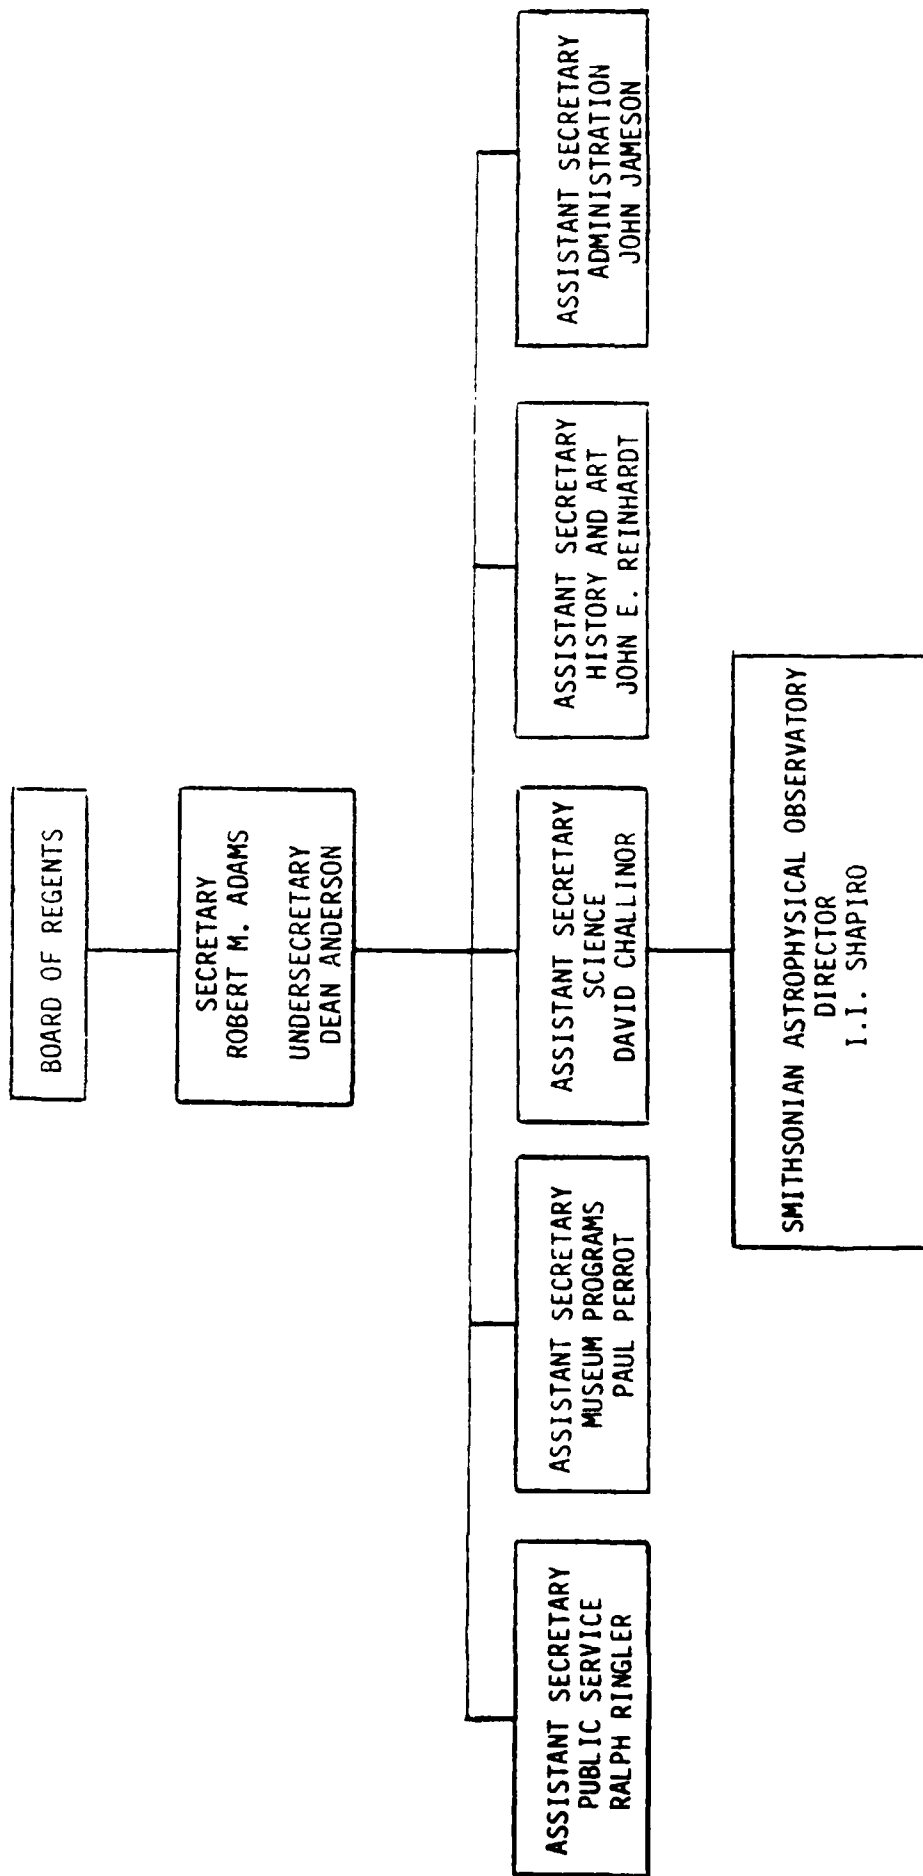 BOARD OF REGENTS
SECRETARY
ROBERT M. ADAMS
UNDERSECRETARY
DEAN ANDERSON
ASSISTANT SECRETARY
PUBLIC SERVICE
RALPH RINGLER
ASSISTANT SECRETARY
MUSEUM PROGRAMS
PAUL PERROT
ASSISTANT SECRETARY
SCIENCE
DAVID CHALLINOR
ASSISTANT SECRETARY
HISTORY AND ART
JOHN E. REINHARDT
ASSISTANT SECRETARY
ADMINISTRATION
JOHN JAMESON
SMITHSONIAN ASTROPHYSICAL OBSERVATORY
DIRECTOR
I.I. SHAPIRO